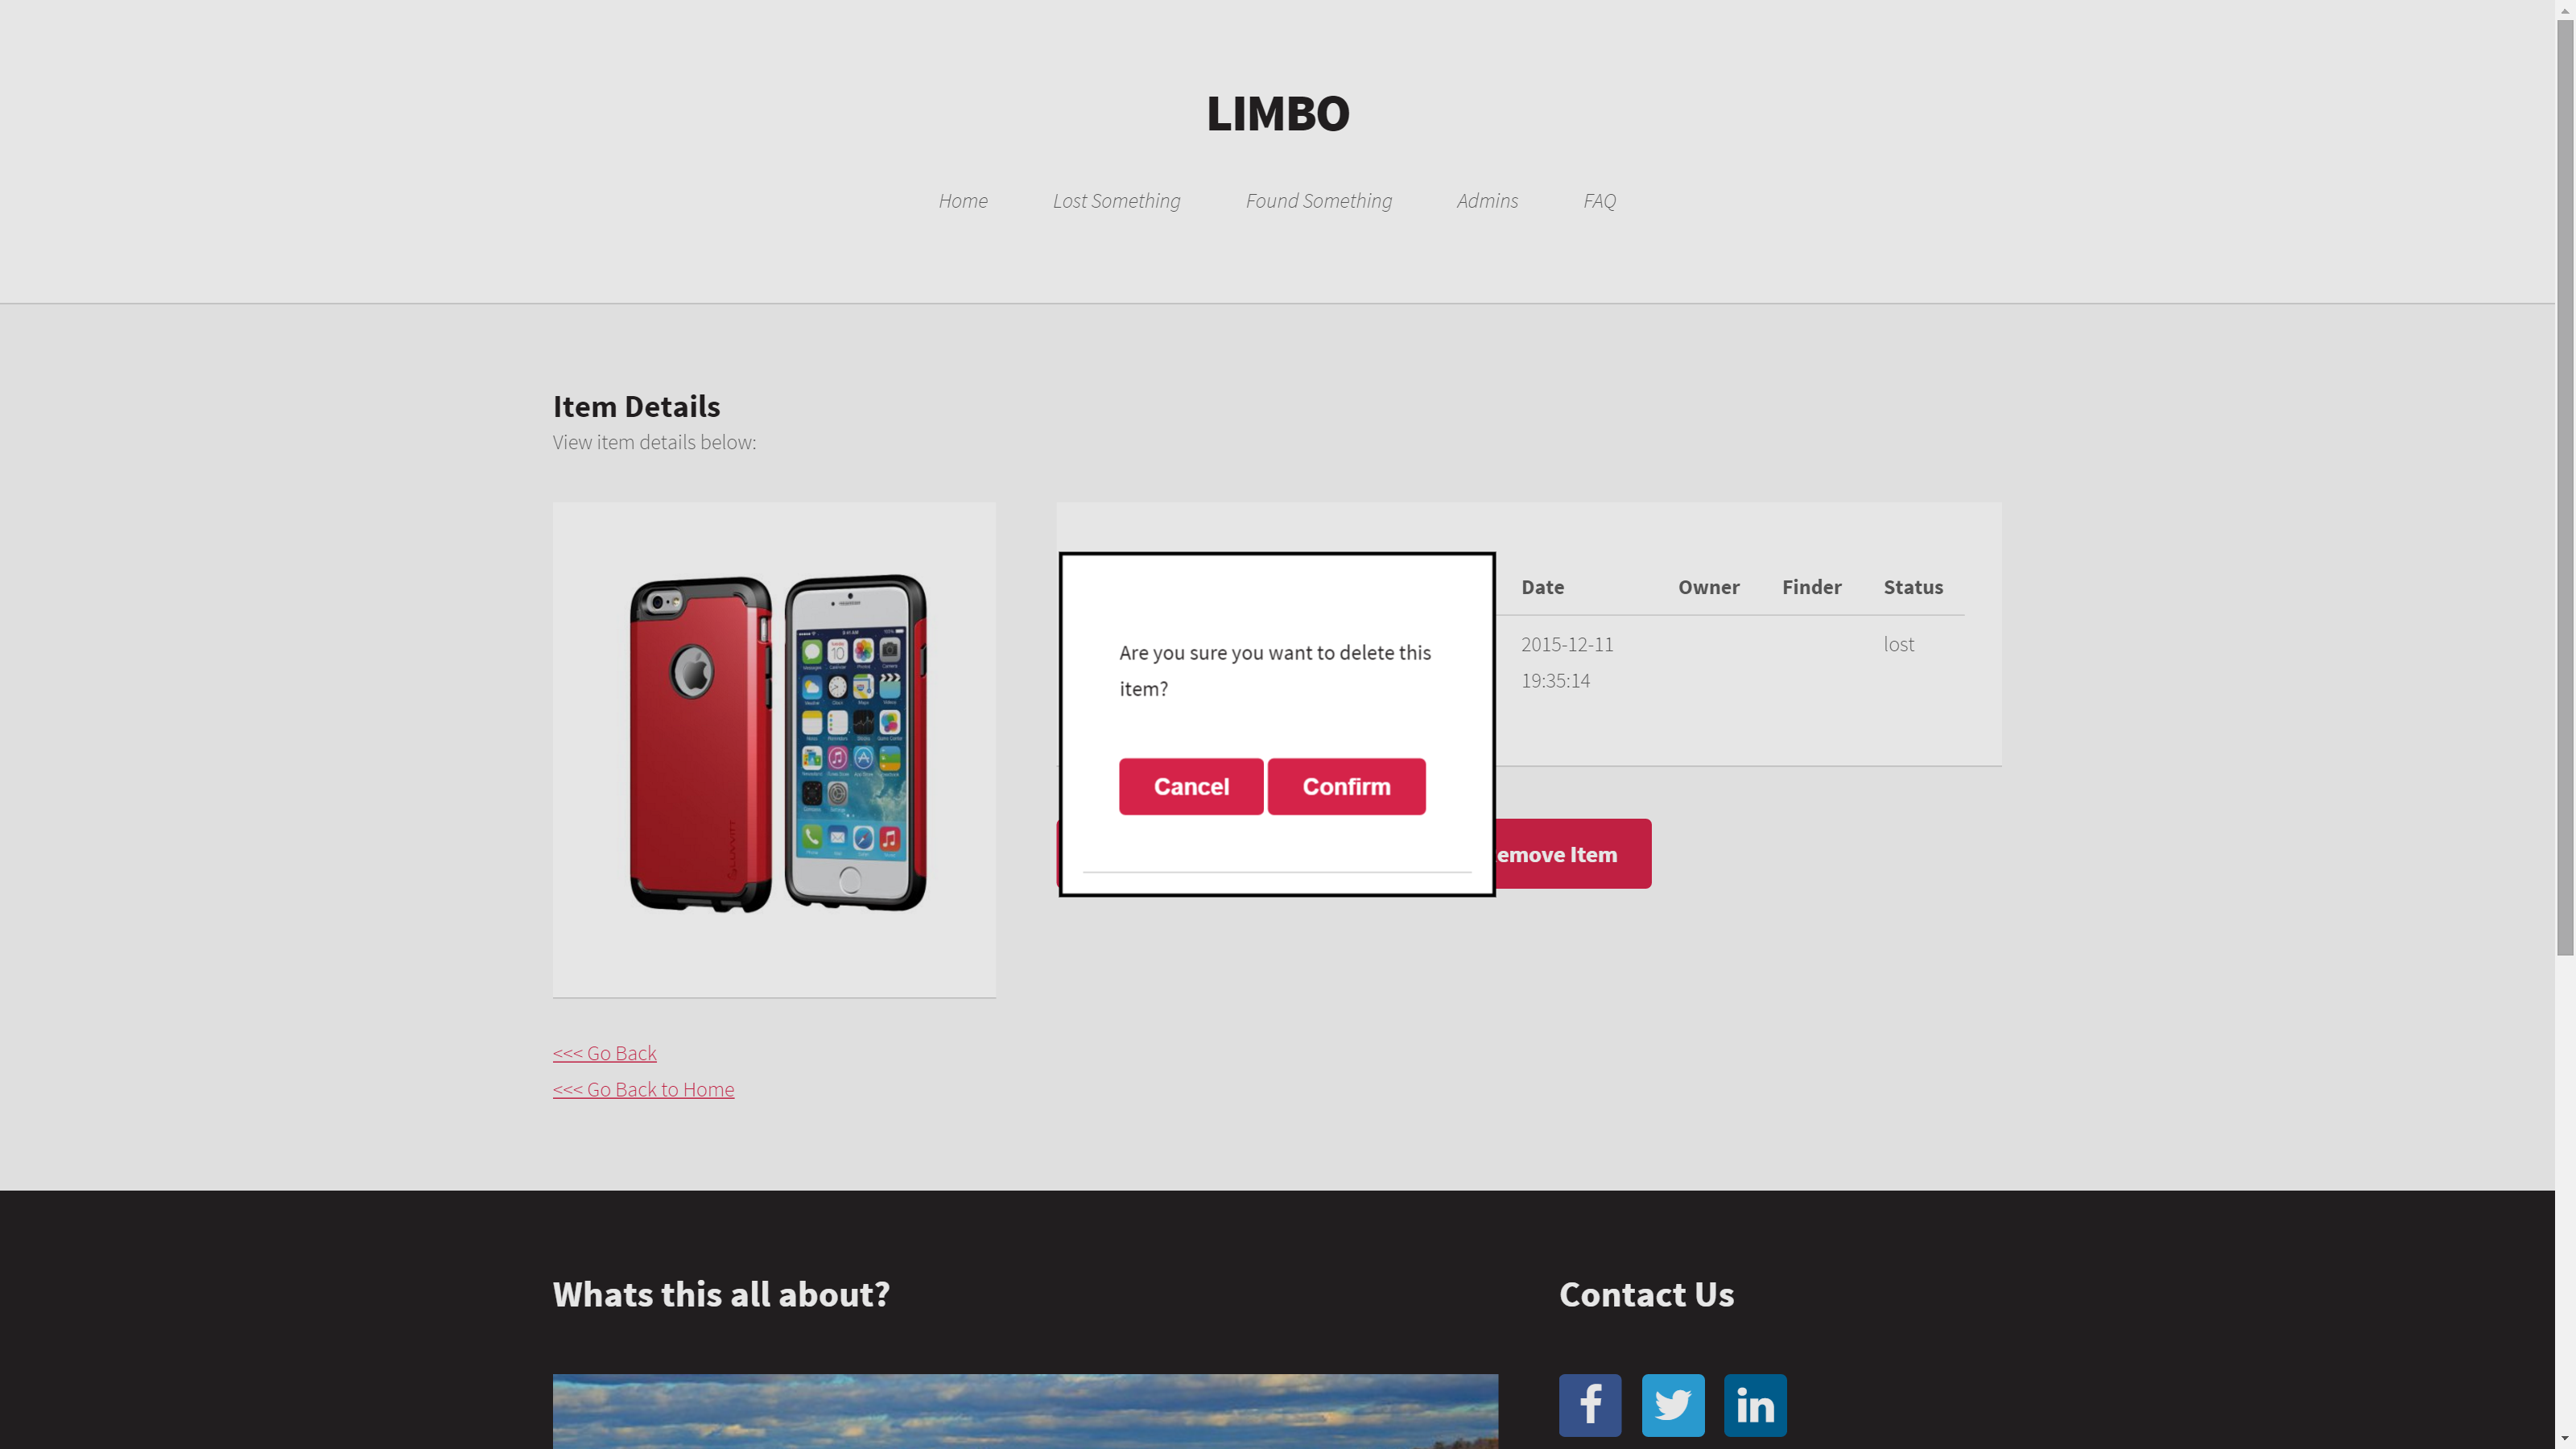 LIMBO
Home Lost Something Found Something Admins FAQ
Item Details
View item details below:
Date Owner Finder Status
2015-12-11 lost
19:35:14
Are you sure you want to delete this
item?
Cancel Confirm
emove Item
<<< Go Back
<<< Go Back to Home
Whats this all about?
Contact Us